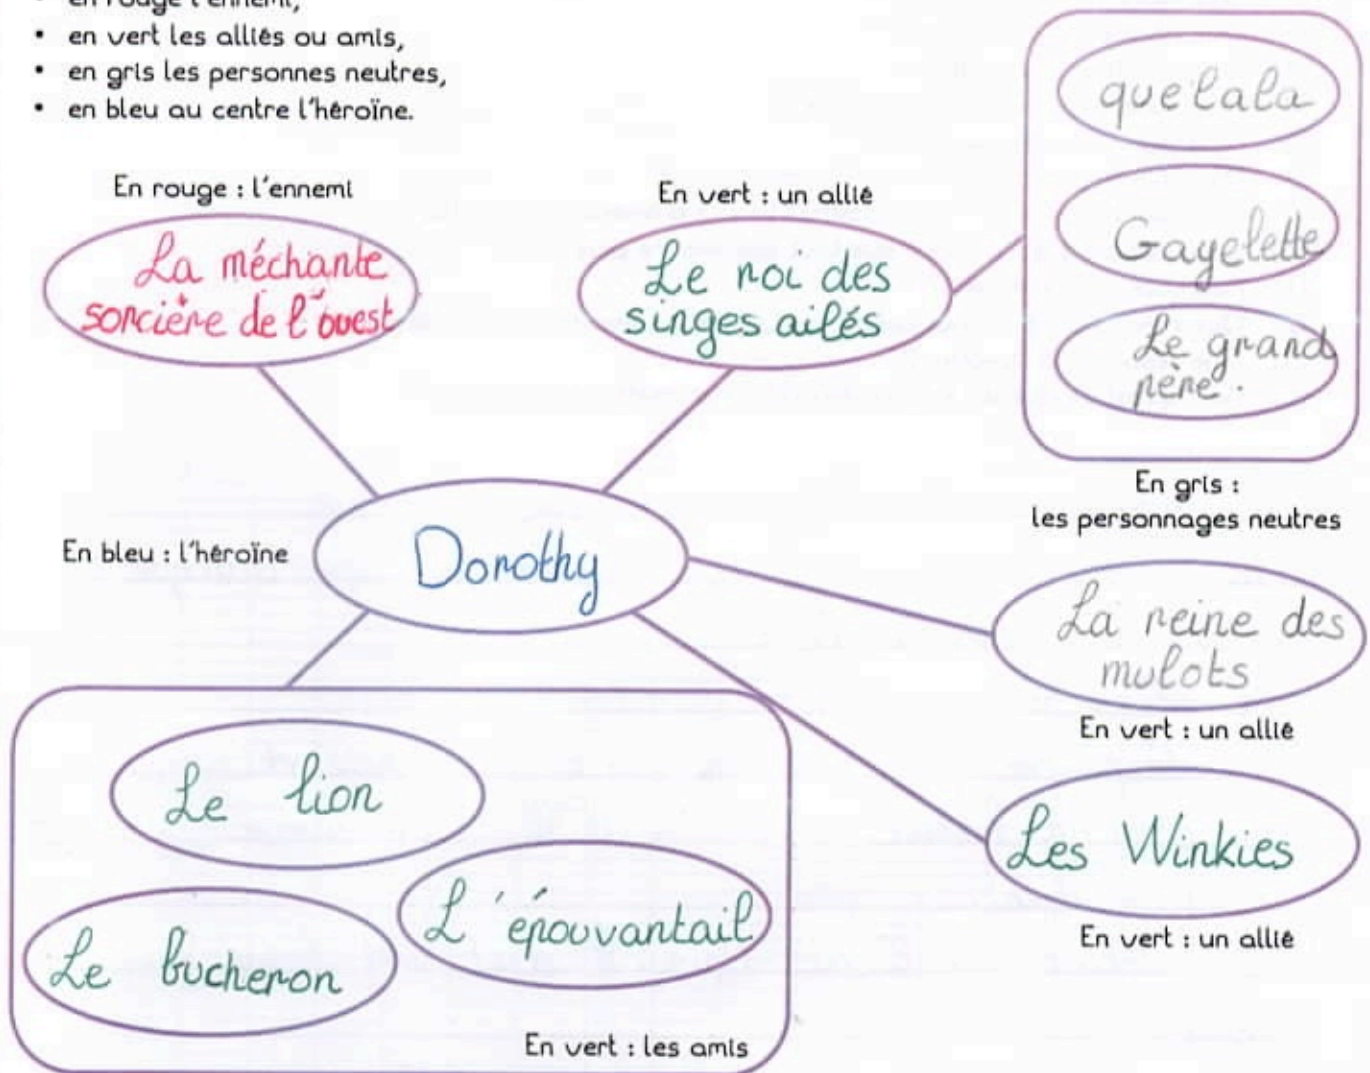 • en rouge l'ennemi,
• en vert les alliés ou amis,
• en gris les personnes neutres,
• en bleu au centre l'héroïne.
En rouge : l'ennemi
La méchante
sorcière de l'ouest
En vert : un allié
Le roi des
singes ailés
quelala
Gayelette
Le grand
père.
En gris :
les personnages neutres
En bleu : l'héroïne
Dorothy
La reine des
mulots
En vert : un allié
Les Winkies
En vert : un allié
Le lion
L'épouvantail
Le bucheron
En vert : les amis